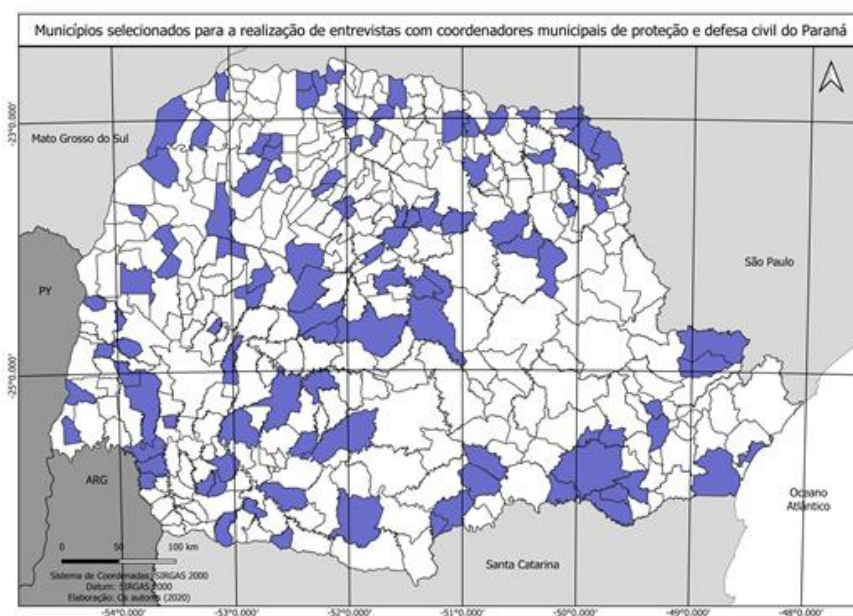 Municípios selecionados para a realização de entrevistas com coordenadores municipais de proteção e defesa civil do Paraná
-23°0.000'
Mato Grosso do Sul
São Paulo
PY
-25°0.000'
ARG
Oceano
Atlântico
0 50 100 km
Santa Catarina
Sistema de Coordenadas: SIRGAS 2000
Datum: SIRGAS 2000
Elaboração: Os autores (2020)
-54°0.000' -53°0.000' -52°0.000' -51°0.000' -50°0.000' -49°0.000' -48°0.000'